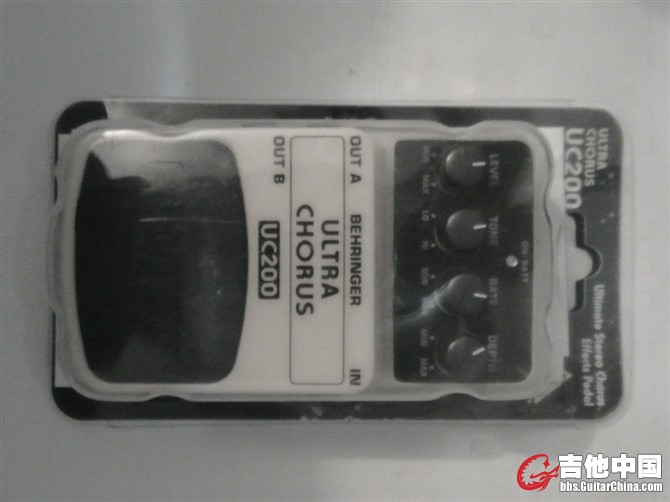 ULTRA
CHORUS
UC200
Ultimate Stereo Chorus
Effects Pedal
ON/BATT
LEVEL TONE RATE DEPTH
MIN MAX LO HI MIN MIN MAX
OUT A BEHRINGER IN
ULTRA
CHORUS
OUT B UC200
吉他中国
bbs.GuitarChina.com